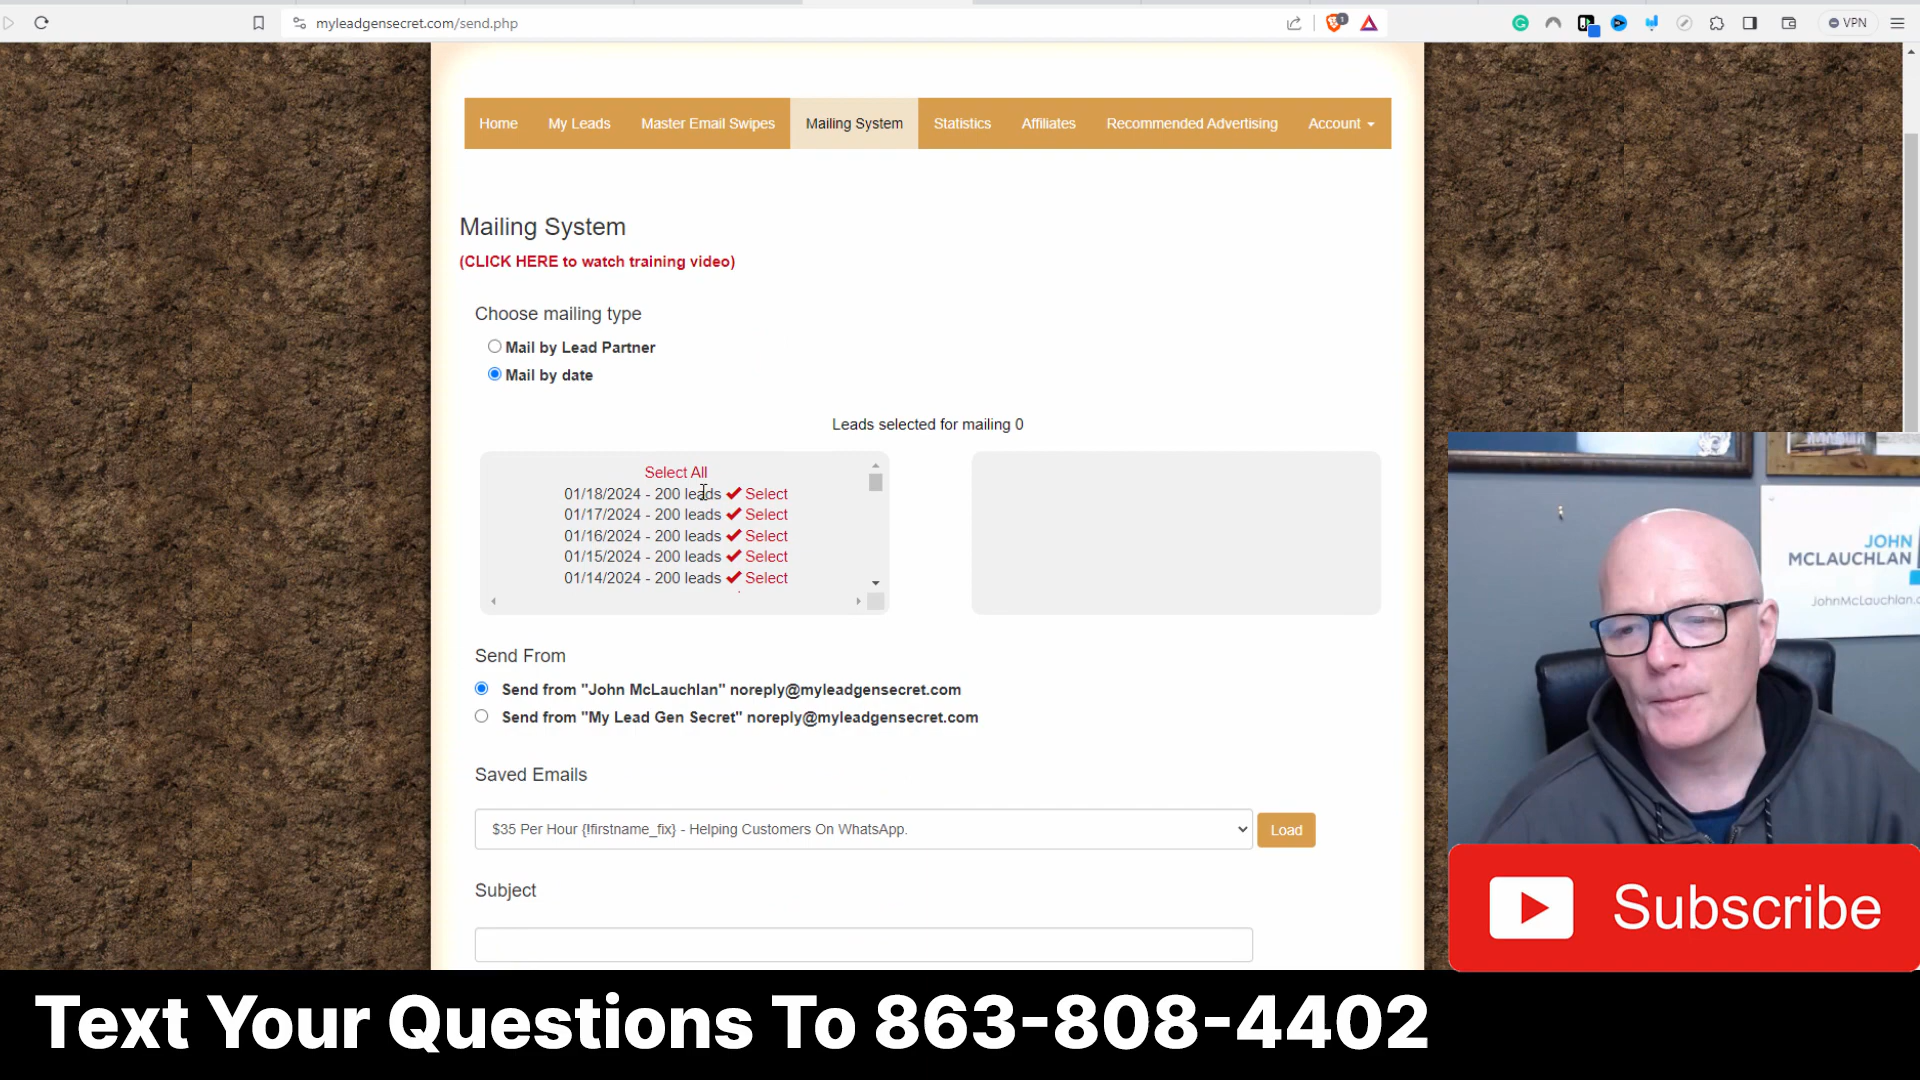 myleadgensecret.com/send.php
1
VPN
Home
My Leads
Master Email Swipes
Mailing System
Statistics
Affiliates
Recommended Advertising
Account
Mailing System
(CLICK HERE to watch training video)
Choose mailing type
Mail by Lead Partner
Mail by date
Leads selected for mailing 0
Select All
01/18/2024 - 200 leads ✔ Select
01/17/2024 - 200 leads ✔ Select
01/16/2024 - 200 leads ✔ Select
01/15/2024 - 200 leads ✔ Select
01/14/2024 - 200 leads ✔ Select
Send From
Send from "John McLauchlan" noreply@myleadgensecret.com
Send from "My Lead Gen Secret" noreply@myleadgensecret.com
Saved Emails
$35 Per Hour {!firstname_fix} - Helping Customers On WhatsApp.
Load
Subject
JOHN
MCLAUCHLAN
JohnMcLauchlan.
Subscribe
Text Your Questions To 863-808-4402